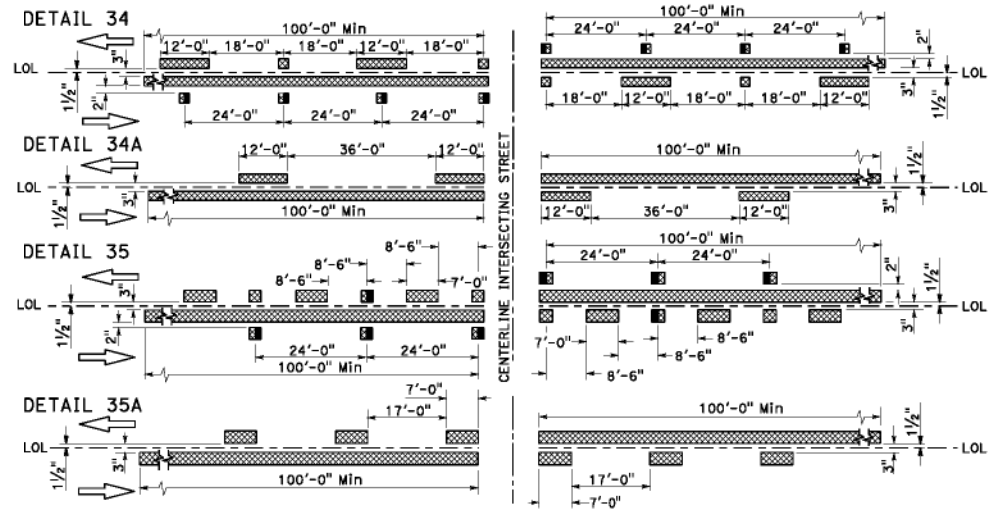 DETAIL 34
100'-0" Min
12'-0" 18'-0" 18'-0" 12'-0" 18'-0"
3"
LOL
1½"
2"
24'-0" 24'-0" 24'-0"
100'-0" Min
24'-0" 24'-0" 24'-0"
2"
LOL
3"
1½"
18'-0" 12'-0" 18'-0" 18'-0" 12'-0"
DETAIL 34A
12'-0" 36'-0" 12'-0"
LOL
1½"
3"
100'-0" Min
100'-0" Min
1½"
LOL
3"
12'-0" 36'-0" 12'-0"
CENTERLINE INTERSECTING STREET
DETAIL 35
8'-6"
8'-6" 8'-6" 7'-0"
3"
LOL
1½"
2"
24'-0" 24'-0"
100'-0" Min
100'-0" Min
24'-0" 24'-0"
2"
1½"
LOL
3"
7'-0" 8'-6"
8'-6"
8'-6"
DETAIL 35A
7'-0"
17'-0"
LOL
1½"
3"
100'-0" Min
100'-0" Min
1½"
LOL
3"
17'-0"
7'-0"